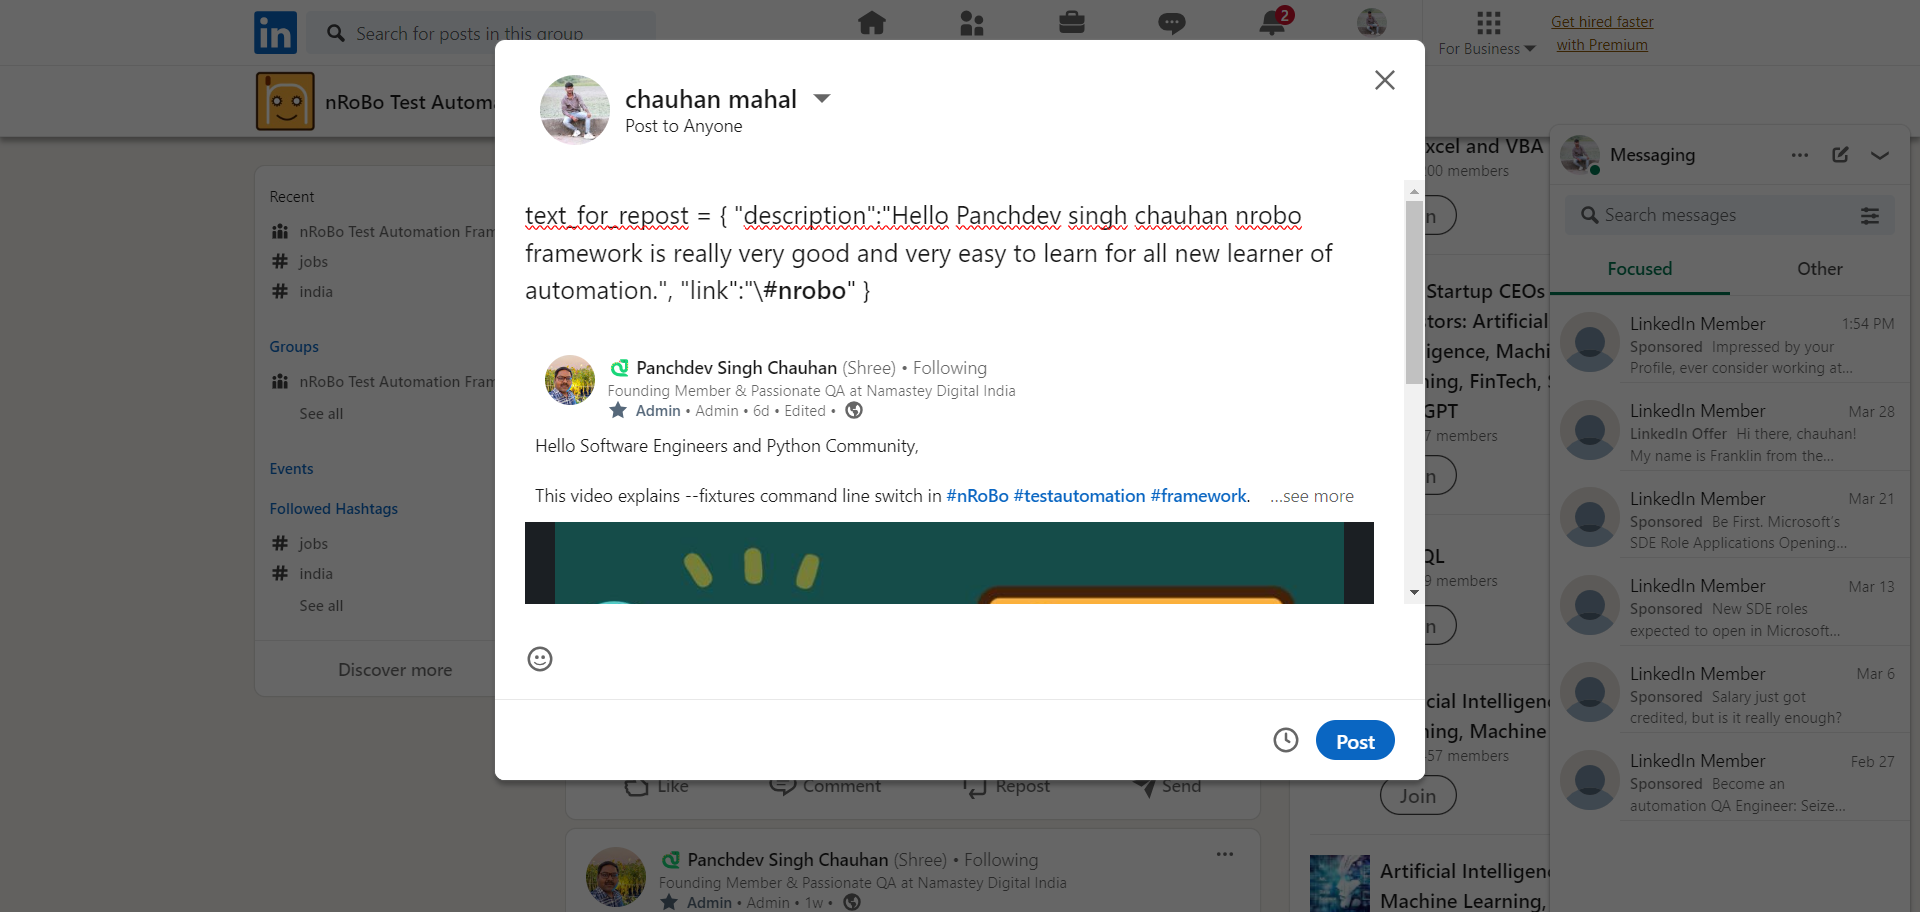 in
Search for posts in this group
2
For Business
Get hired faster
with Premium
nRoBo Test Automa
Recent
nRoBo Test Automation Fram
# jobs
# india
Groups
nRoBo Test Automation Fram
See all
Events
Followed Hashtags
# jobs
# india
See all
Discover more
chauhan mahal
Post to Anyone
text_for_repost = { "description":"Hello Panchdev singh chauhan nrobo
framework is really very good and very easy to learn for all new learner of
automation.", "link":"\#nrobo" }
Panchdev Singh Chauhan (Shree) • Following
Founding Member & Passionate QA at Namastey Digital India
Admin • Admin • 6d • Edited •
Hello Software Engineers and Python Community,
This video explains --fixtures command line switch in #nRoBo #testautomation #framework. ...see more
Post
Like Comment Repost Send
Panchdev Singh Chauhan (Shree) • Following
Founding Member & Passionate QA at Namastey Digital India
Admin • Admin • 1w •
xcel and VBA
00 members
n
Startup CEOs
tors: Artificial
igence, Machi
ing, FinTech,
GPT
7 members
n
QL
9 members
n
cial Intelligen
ing, Machine
57 members
Join
Artificial Intelligen
Machine Learning,
Messaging
Search messages
Focused Other
LinkedIn Member 1:54 PM
Sponsored Impressed by your
Profile, ever consider working at...
LinkedIn Member Mar 28
LinkedIn Offer Hi there, chauhan!
My name is Franklin from the...
LinkedIn Member Mar 21
Sponsored Be First. Microsoft's
SDE Role Applications Opening...
LinkedIn Member Mar 13
Sponsored New SDE roles
expected to open in Microsoft...
LinkedIn Member Mar 6
Sponsored Salary just got
credited, but is it really enough?
LinkedIn Member Feb 27
Sponsored Become an
automation QA Engineer: Seize...